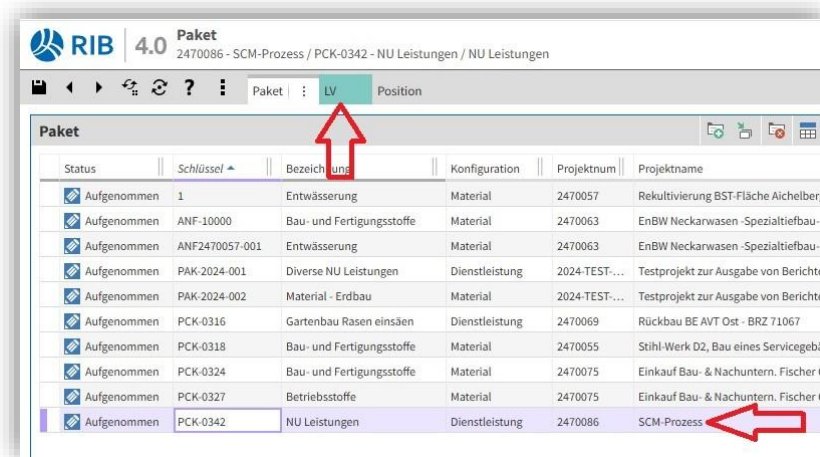 RIB 4.0 Paket
2470086 - SCM-Prozess / PCK-0342 - NU Leistungen / NU Leistungen
? Paket LV Position
Paket
Status Schlüssel Bezeichnung Konfiguration Projektnum Projektname
Aufgenommen 1 Entwässerung Material 2470057 Rekultivierung BST-Fläche Aichelber
Aufgenommen ANF-10000 Bau- und Fertigungsstoffe Material 2470063 EnBW Neckarwasen -Spezialtiefbau-
Aufgenommen ANF2470057-001 Entwässerung Material 2470063 EnBW Neckarwasen -Spezialtiefbau-
Aufgenommen PAK-2024-001 Diverse NU Leistungen Dienstleistung 2024-TEST-... Testprojekt zur Ausgabe von Berichte
Aufgenommen PAK-2024-002 Material - Erdbau Material 2024-TEST-... Testprojekt zur Ausgabe von Berichte
Aufgenommen PCK-0316 Gartenbau Rasen einsäen Dienstleistung 2470069 Rückbau BE AVT Ost - BRZ 71067
Aufgenommen PCK-0318 Bau- und Fertigungsstoffe Material 2470055 Stihl-Werk D2, Bau eines Servicegebä
Aufgenommen PCK-0324 Bau- und Fertigungsstoffe Material 2470075 Einkauf Bau- & Nachuntern. Fischer
Aufgenommen PCK-0327 Betriebsstoffe Material 2470075 Einkauf Bau- & Nachuntern. Fischer
Aufgenommen PCK-0342 NU Leistungen Dienstleistung 2470086 SCM-Prozess